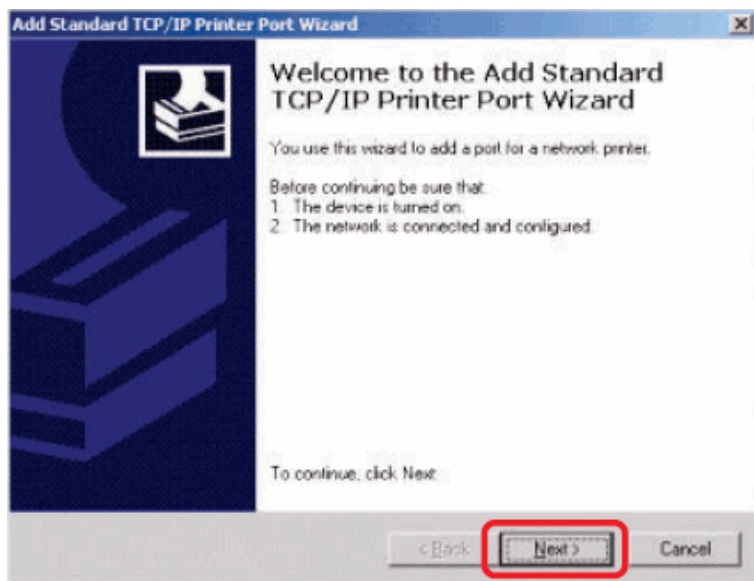 Add Standard TCP/IP Printer Port Wizard
Welcome to the Add Standard
TCP/IP Printer Port Wizard
You use this wizard to add a port for a network printer.
Before continuing be sure that:
1. The device is turned on.
2. The network is connected and configured.
To continue, click Next.
< Back
Next >
Cancel